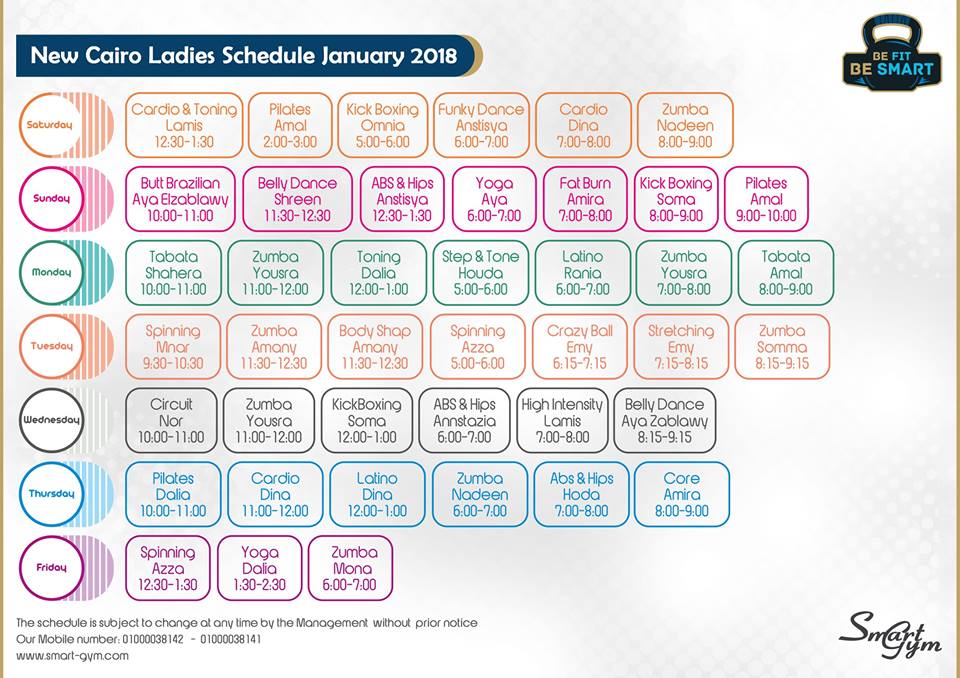 New Cairo Ladies Schedule January 2018
BE FIT
BE SMART
Saturday
Cardio & Toning
Lamis
12:30-1:30
Pilates
Amal
2:00-3:00
Kick Boxing
Omnia
5:00-6:00
Funky Dance
Anstisya
6:00-7:00
Cardio
Dina
7:00-8:00
Zumba
Nadeen
8:00-9:00
Sunday
Butt Brazilian
Aya Elzablawy
10:00-11:00
Belly Dance
Shreen
11:30-12:30
ABS & Hips
Anstisya
12:30-1:30
Yoga
Aya
6:00-7:00
Fat Burn
Amira
7:00-8:00
Kick Boxing
Soma
8:00-9:00
Pilates
Amal
9:00-10:00
Monday
Tabata
Shahera
10:00-11:00
Zumba
Yousra
11:00-12:00
Toning
Dalia
12:00-1:00
Step & Tone
Houda
5:00-6:00
Latino
Rania
6:00-7:00
Zumba
Yousra
7:00-8:00
Tabata
Amal
8:00-9:00
Tuesday
Spinning
Mnar
9:30-10:30
Zumba
Amany
11:30-12:30
Body Shap
Amany
11:30-12:30
Spinning
Azza
5:00-6:00
Crazy Ball
Emy
6:15-7:15
Stretching
Emy
7:15-8:15
Zumba
Somma
8:15-9:15
Wednesday
Circuit
Nor
10:00-11:00
Zumba
Yousra
11:00-12:00
KickBoxing
Soma
12:00-1:00
ABS & Hips
Annstazia
6:00-7:00
High Intensity
Lamis
7:00-8:00
Belly Dance
Aya Zablawy
8:15-9:15
Thursday
Pilates
Dalia
10:00-11:00
Cardio
Dina
11:00-12:00
Latino
Dina
12:00-1:00
Zumba
Nadeen
6:00-7:00
Abs & Hips
Hoda
7:00-8:00
Core
Amira
8:00-9:00
Friday
Spinning
Azza
12:30-1:30
Yoga
Dalia
1:30-2:30
Zumba
Mona
6:00-7:00
The schedule is subject to change at any time by the Management without prior notice
Our Mobile number: 01000038142 - 01000038141
www.smart-gym.com
Smart
Gym